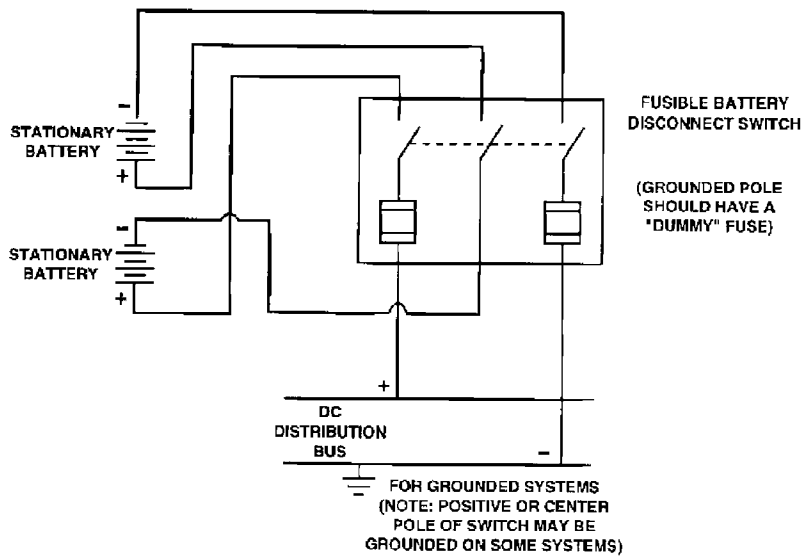 -
STATIONARY
BATTERY
+
-
STATIONARY
BATTERY
+
FUSIBLE BATTERY
DISCONNECT SWITCH
(GROUNDED POLE
SHOULD HAVE A
"DUMMY" FUSE)
+
DC
DISTRIBUTION
BUS
-
FOR GROUNDED SYSTEMS
(NOTE: POSITIVE OR CENTER
POLE OF SWITCH MAY BE
GROUNDED ON SOME SYSTEMS)